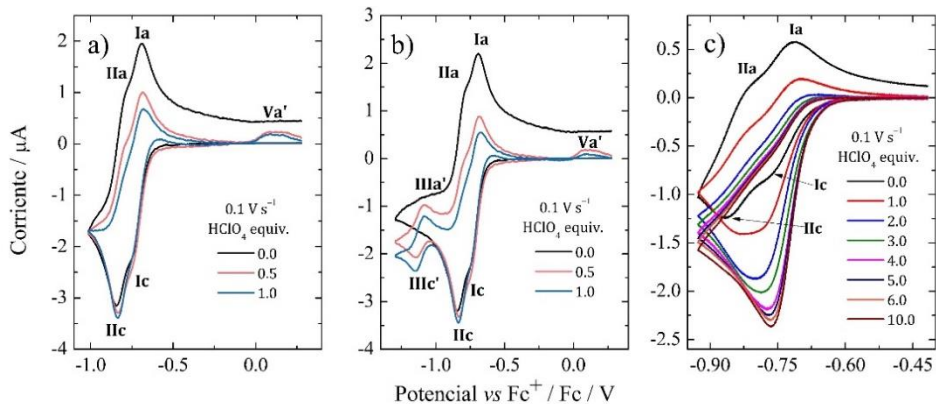 a)
Ia
IIa
Va'
Ic
IIc
0.1 V s⁻¹
HClO₄ equiv.
0.0
0.5
1.0
2
1
0
-1
-2
-3
-4
-1.0
-0.5
0.0
b)
Ia
IIa
IIIa'
Va'
IIIc'
Ic
IIc
0.1 V s⁻¹
HClO₄ equiv.
0.0
0.5
1.0
3
2
1
0
-1
-2
-3
-4
-1.0
-0.5
0.0
c)
Ia
IIa
Ic
IIc
0.1 V s⁻¹
HClO₄ equiv.
0.0
1.0
2.0
3.0
4.0
5.0
6.0
10.0
0.5
0.0
-0.5
-1.0
-1.5
-2.0
-2.5
-0.90
-0.75
-0.60
-0.45
Corriente / μA
Potencial vs Fc⁺ / Fc / V